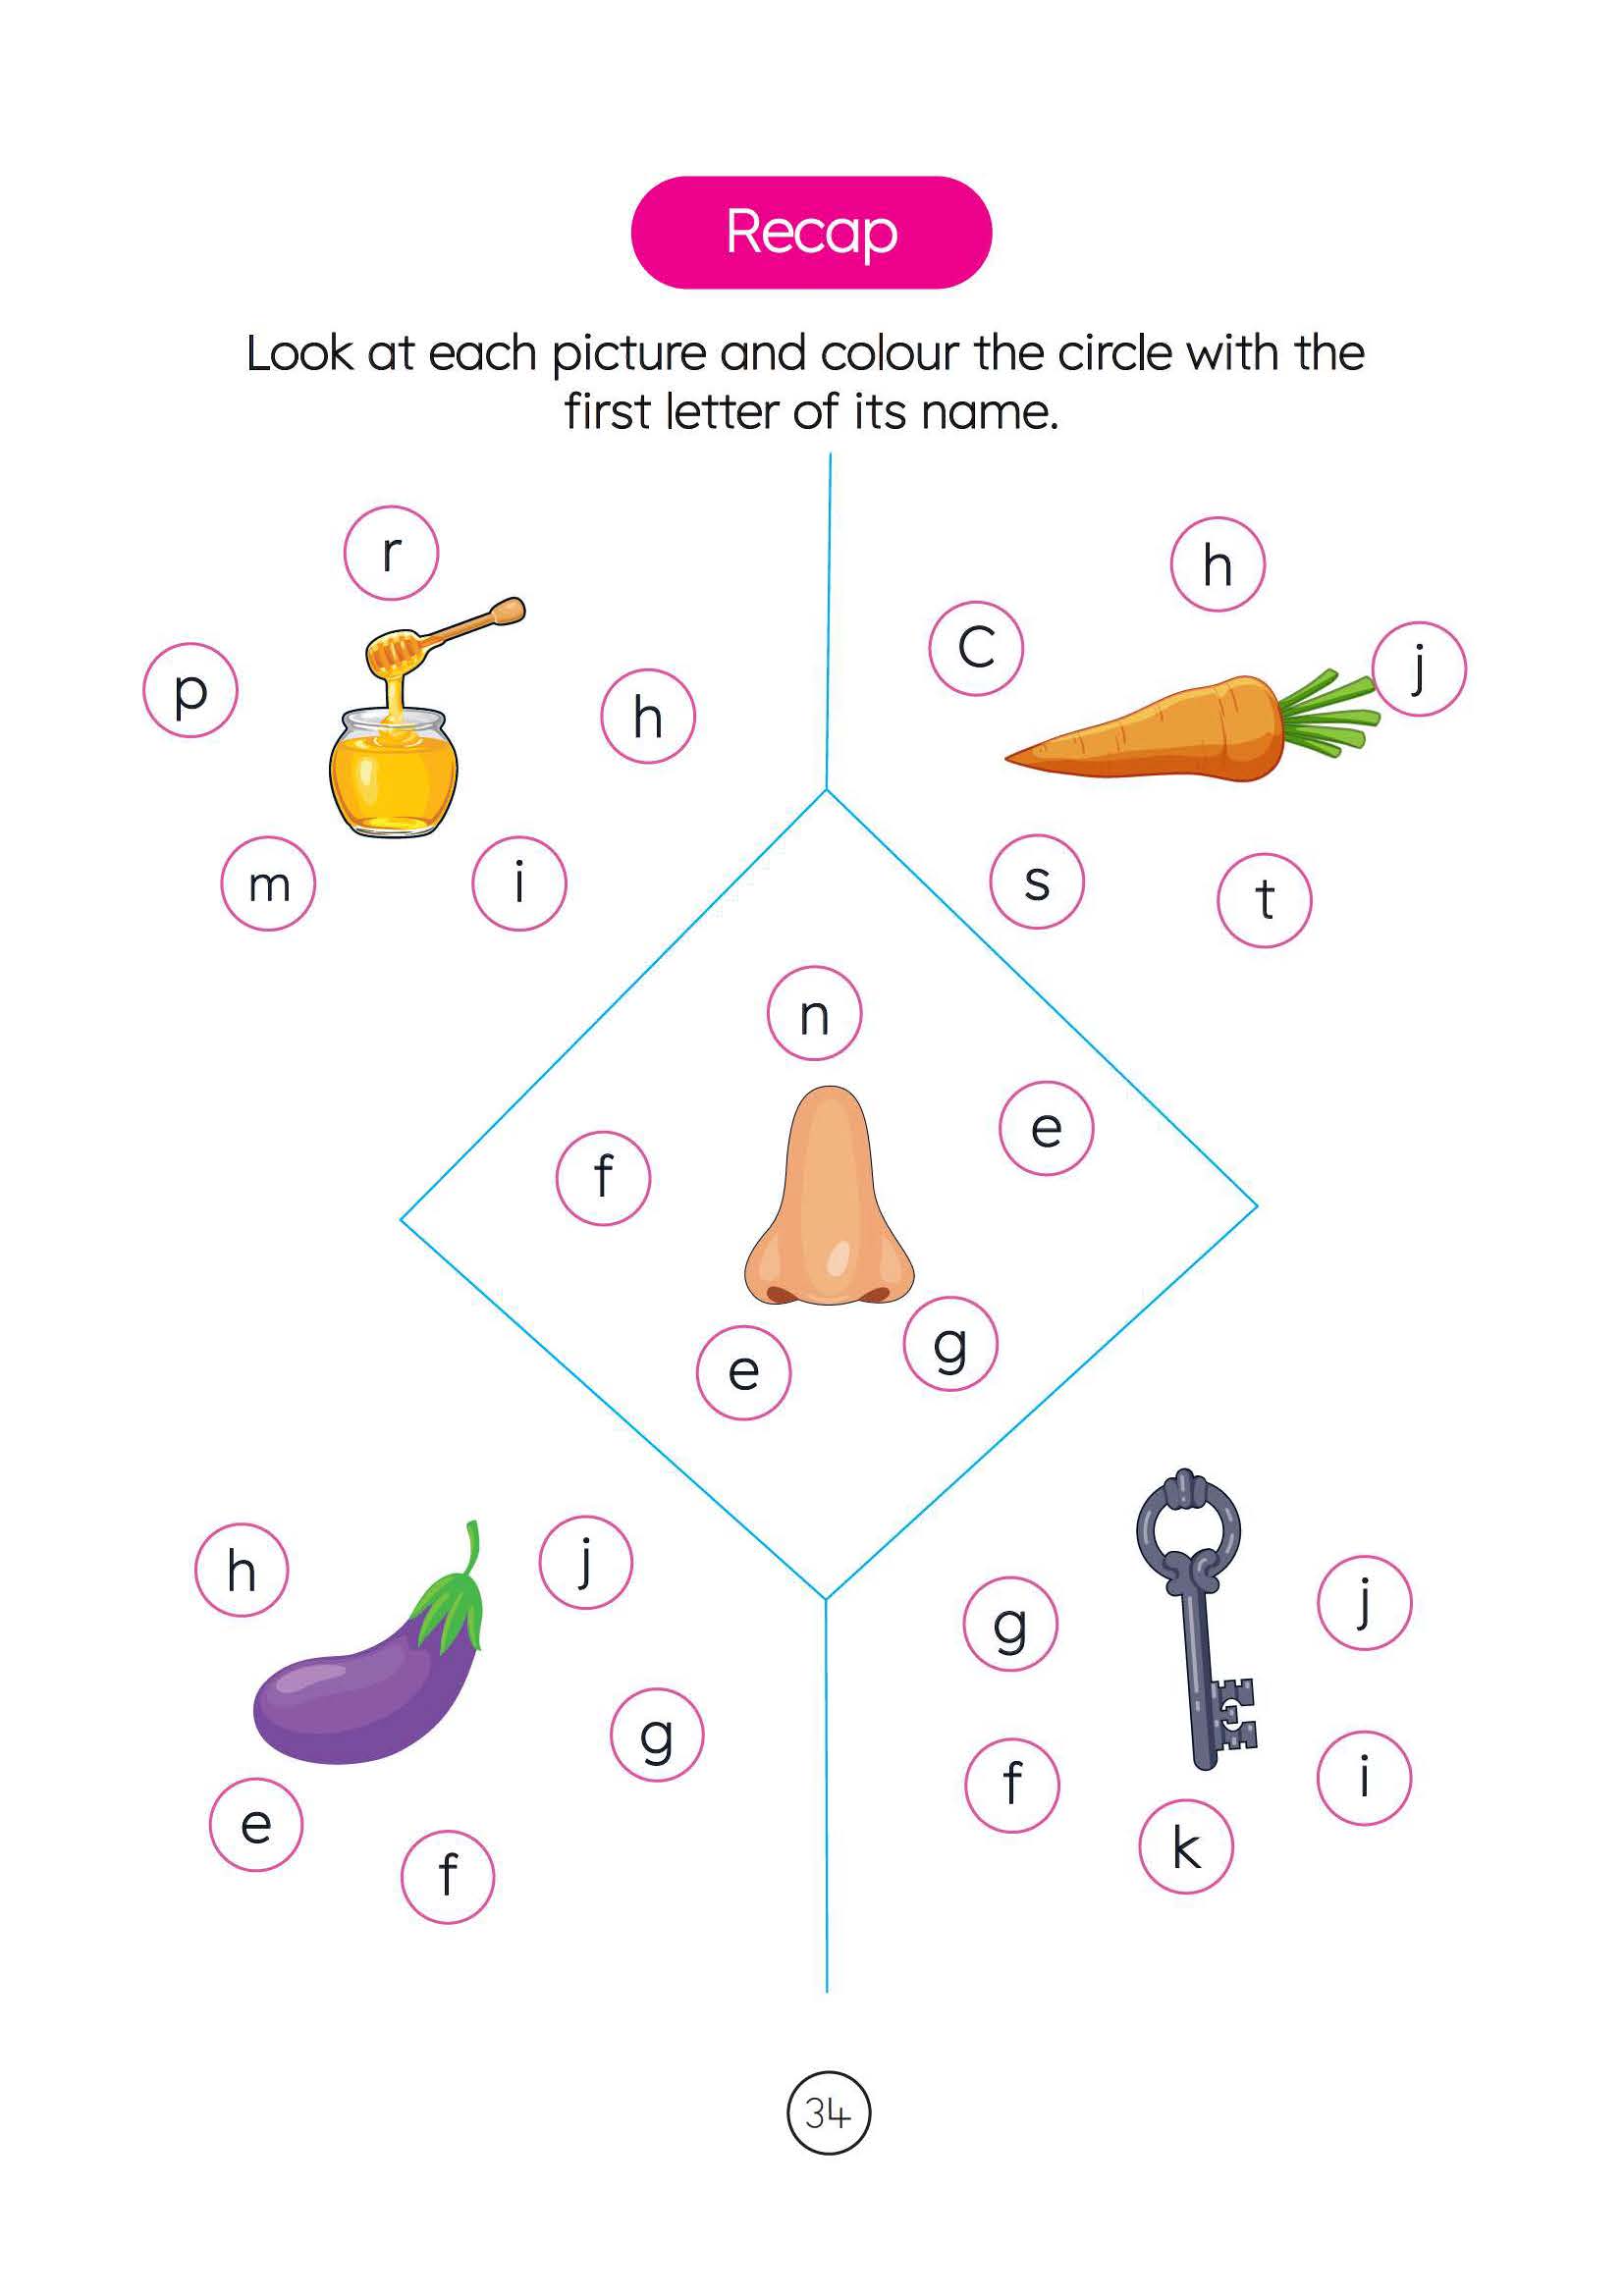 Recap
Look at each picture and colour the circle with the
first letter of its name.
r
p
h
m
i
h
C
j
s
t
n
e
f
g
e
h
j
g
e
f
g
j
f
i
k
34